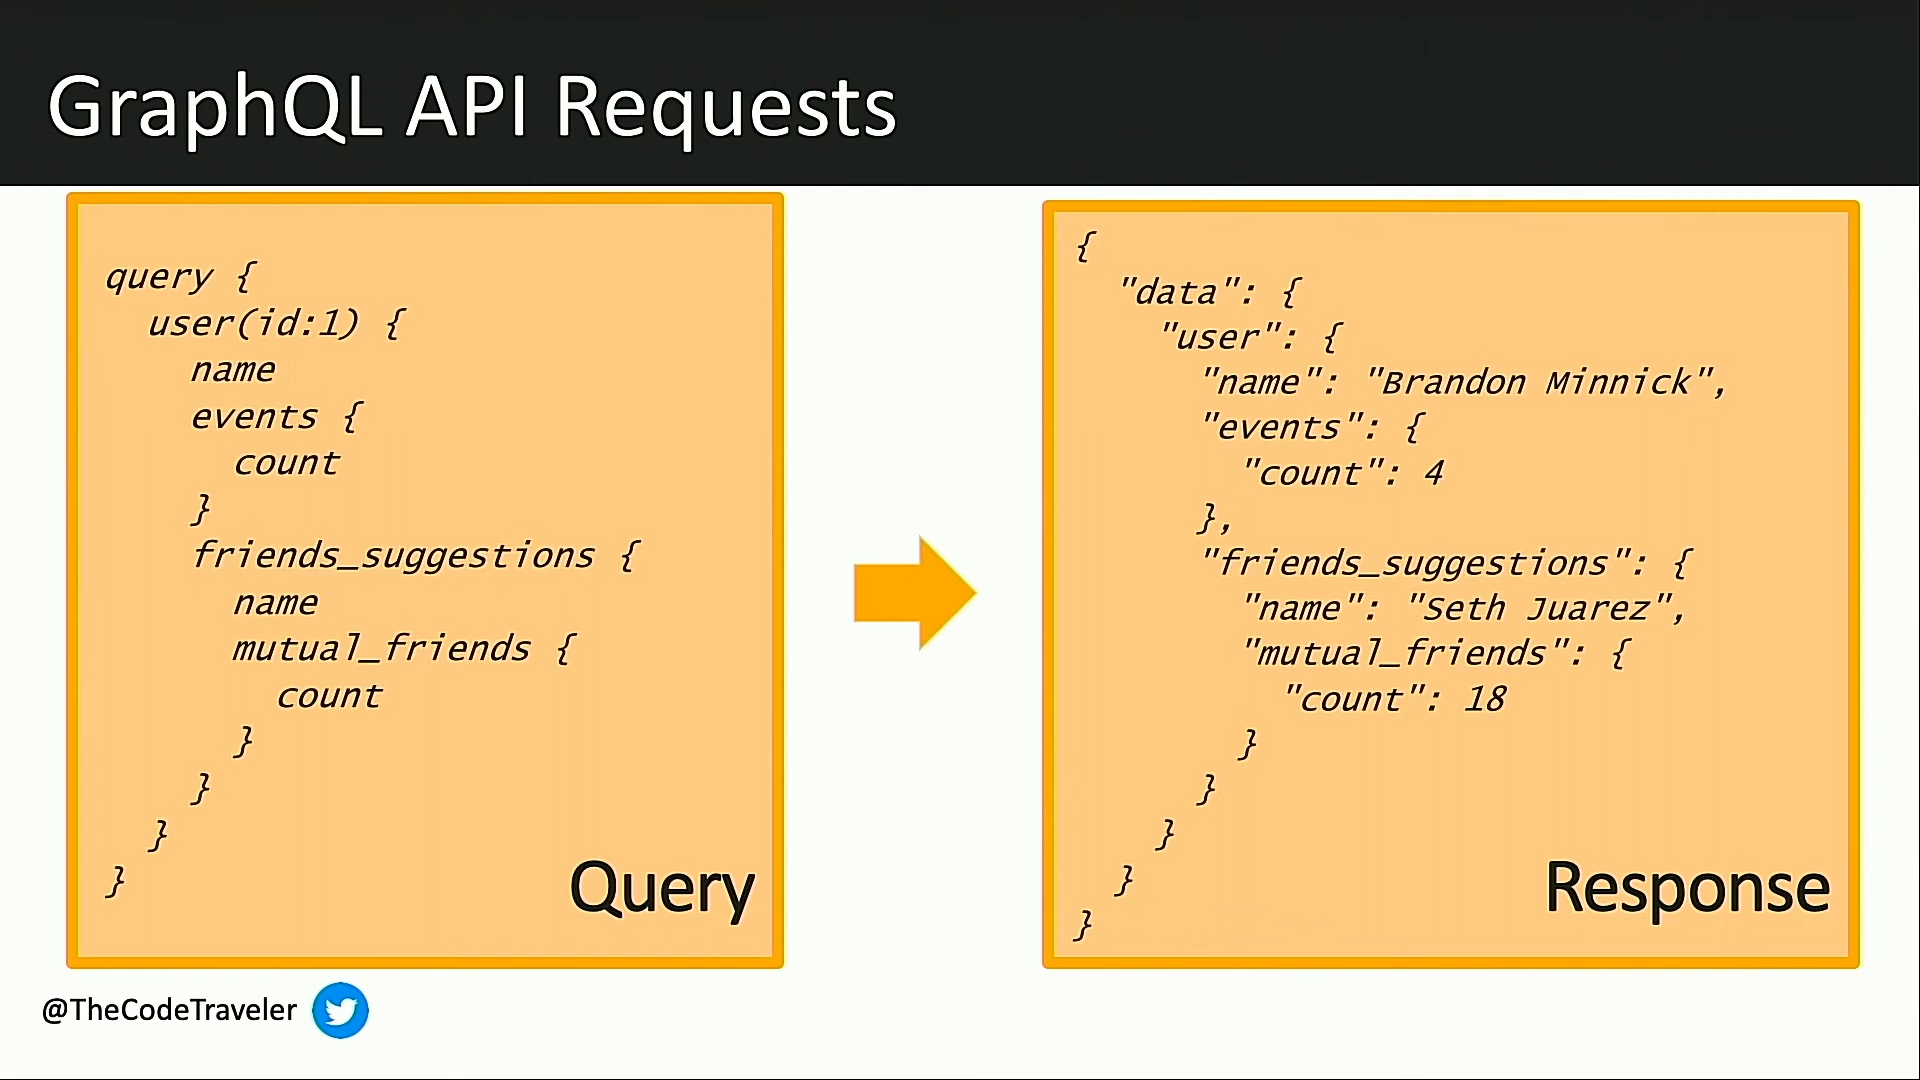 GraphQL API Requests
query {
  user(id:1) {
    name
    events {
      count
    }
    friends_suggestions {
      name
      mutual_friends {
        count
      }
    }
  }
}
Query
{
  "data": {
    "user": {
      "name": "Brandon Minnick",
      "events": {
        "count": 4
      },
      "friends_suggestions": {
        "name": "Seth Juarez",
        "mutual_friends": {
          "count": 18
        }
      }
    }
  }
}
Response
@TheCodeTraveler